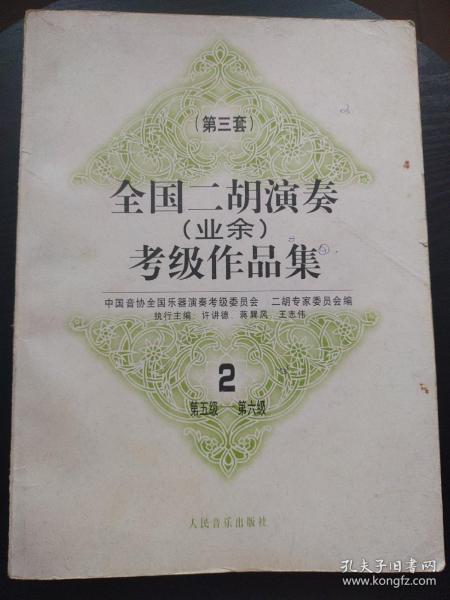 (第三套)
全国二胡演奏
(业余)
考级作品集
中国音协全国乐器演奏考级委员会 二胡专家委员会编
执行主编 许讲德 蒋巽风 王志伟
2
第五级——第六级
人民音乐出版社
孔夫子旧书网
www.kongfz.com